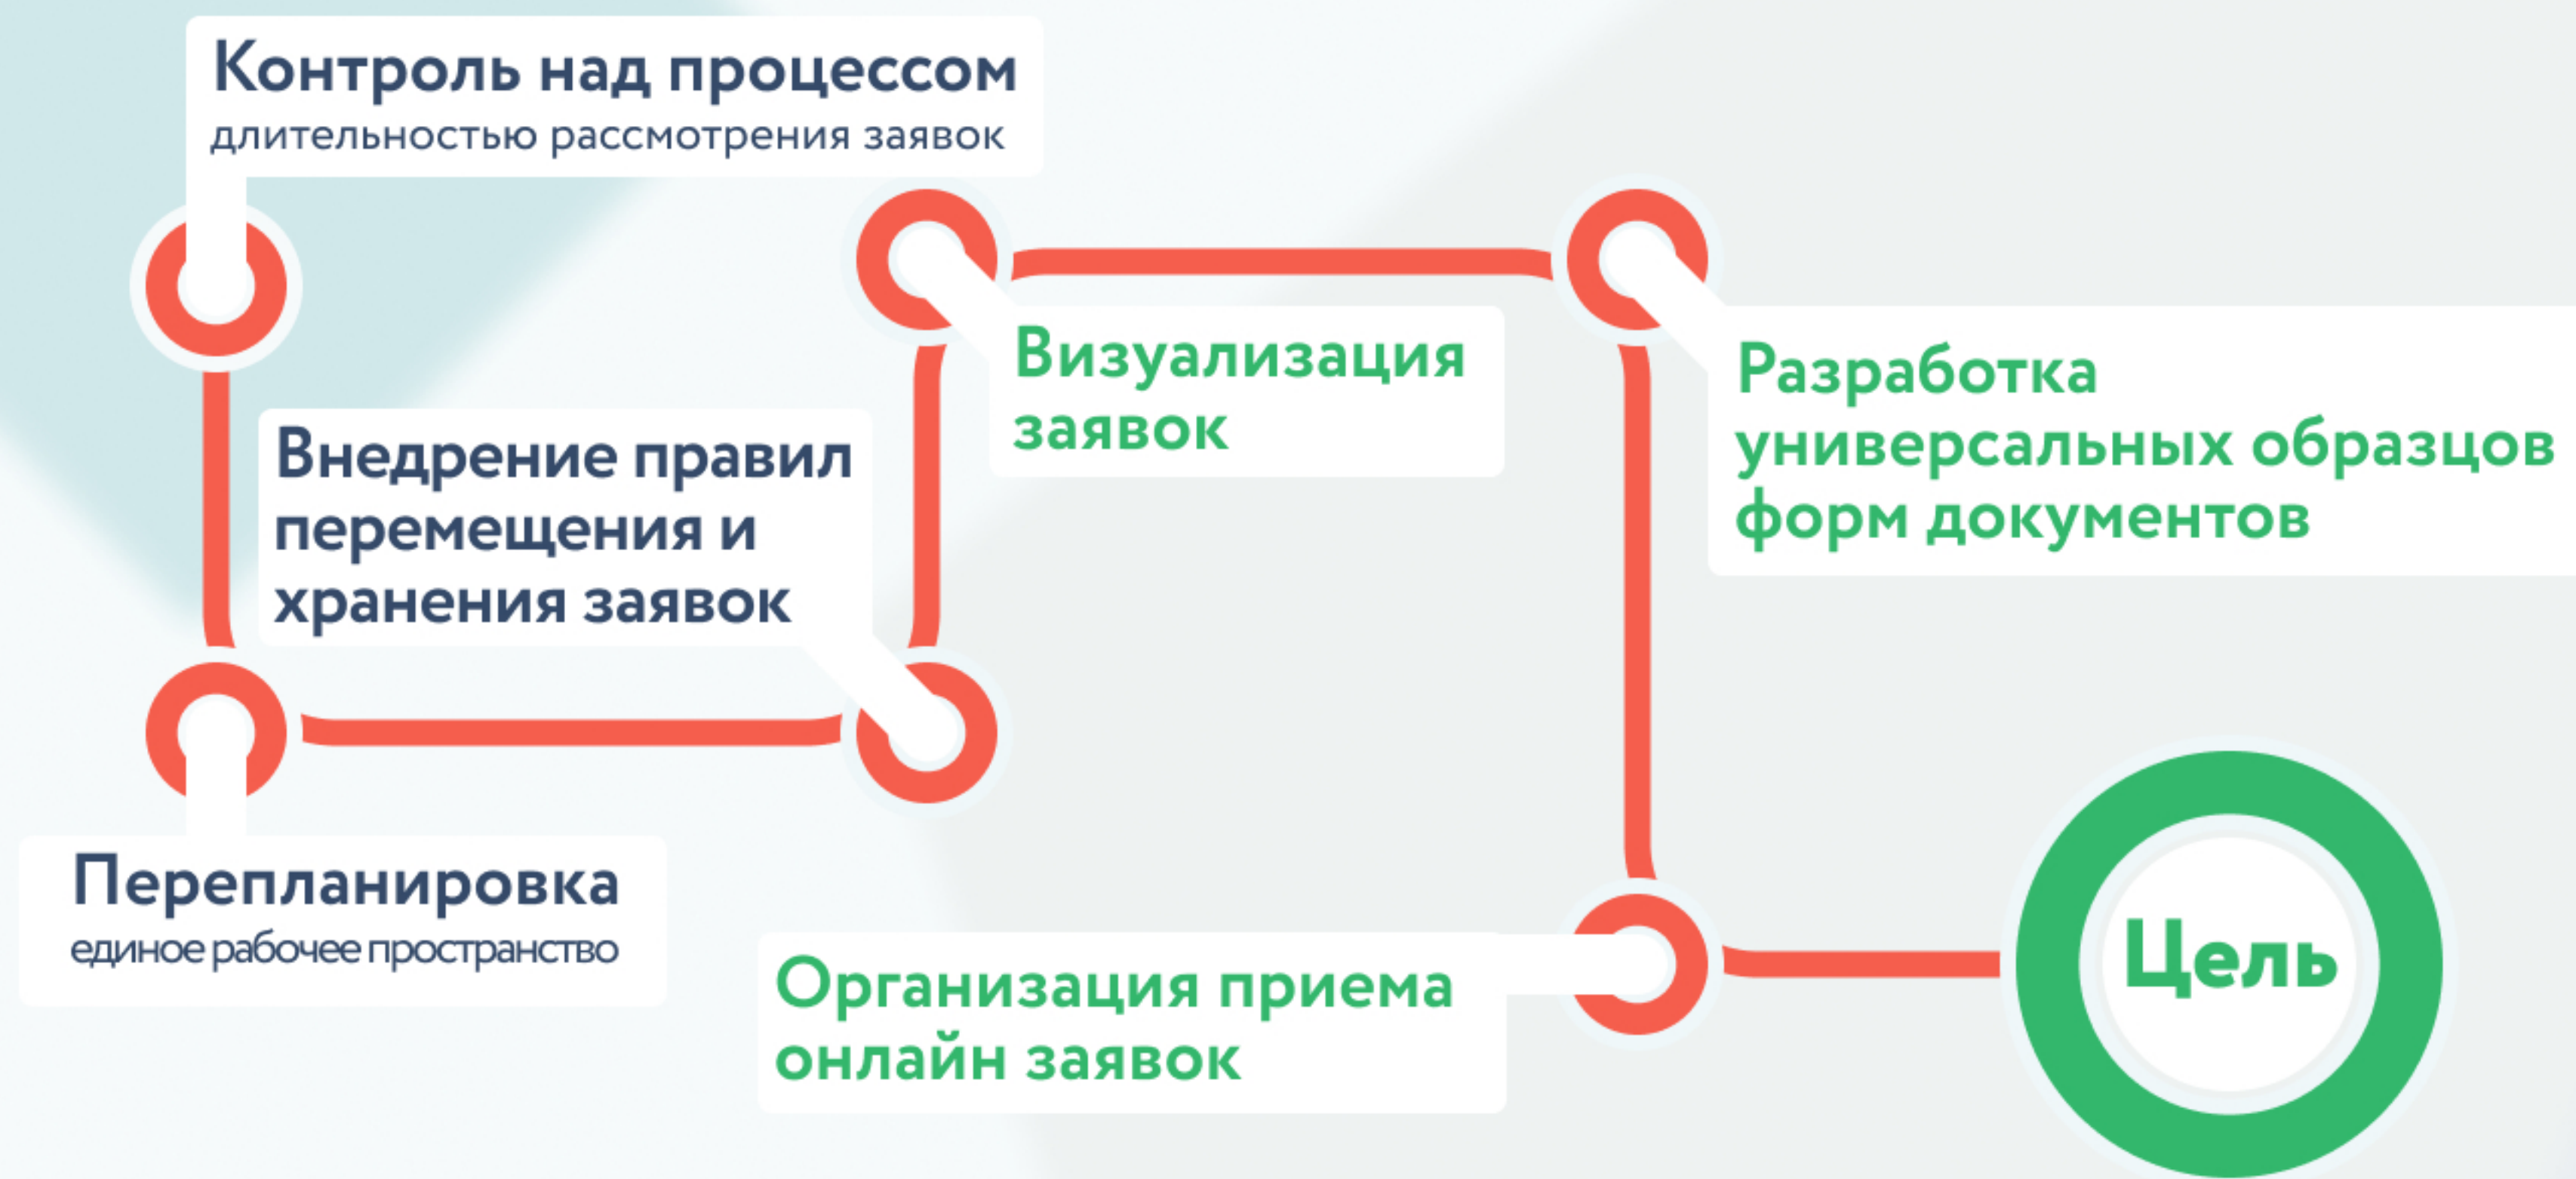 Контроль над процессом
длительностью рассмотрения заявок
Внедрение правил
перемещения и
хранения заявок
Перепланировка
единое рабочее пространство
Визуализация
заявок
Разработка
универсальных образцов
форм документов
Организация приема
онлайн заявок
Цель